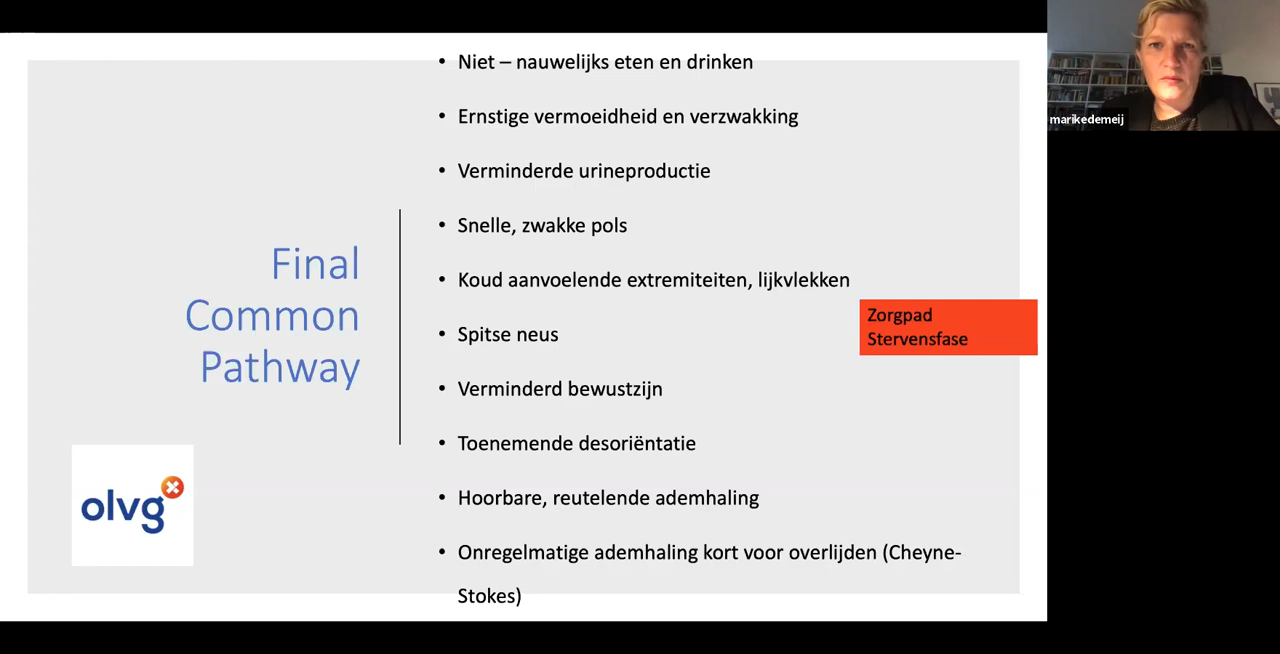 Final
Common
Pathway
olvg
• Niet – nauwelijks eten en drinken
• Ernstige vermoeidheid en verzwakking
• Verminderde urineproductie
• Snelle, zwakke pols
• Koud aanvoelende extremiteiten, lijkvlekken
• Spitse neus
• Verminderd bewustzijn
• Toenemende desoriëntatie
• Hoorbare, reutelende ademhaling
• Onregelmatige ademhaling kort voor overlijden (Cheyne-
Stokes)
Zorgpad
Stervensfase
marikedemeij